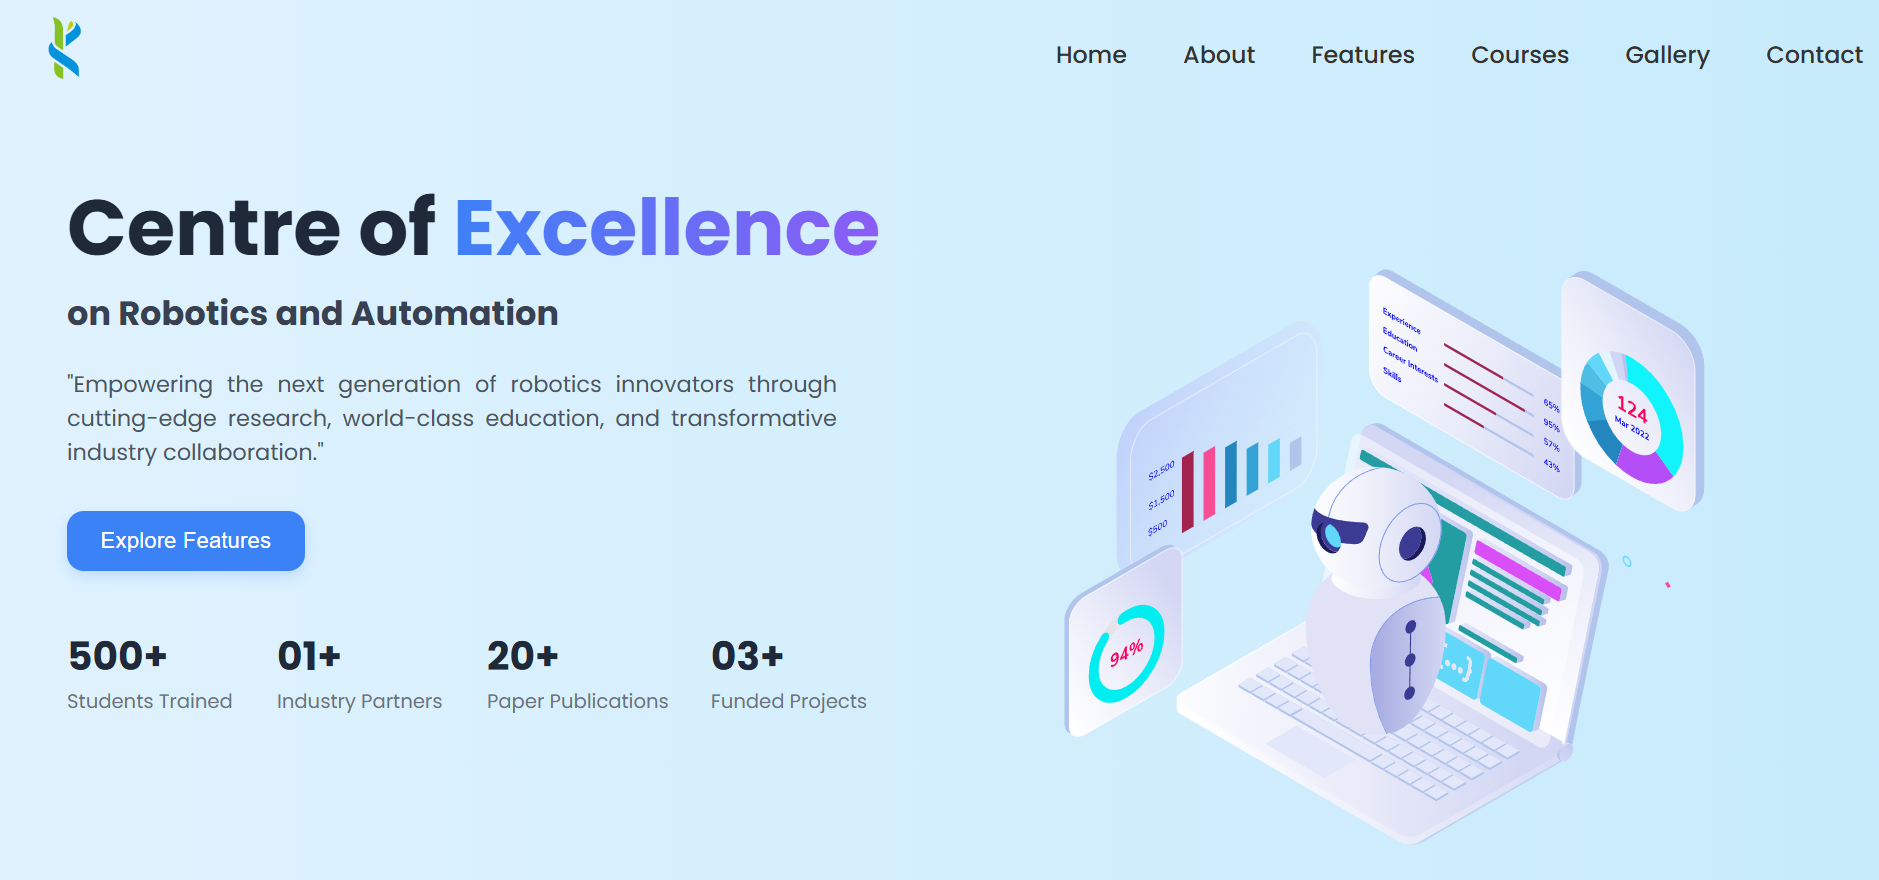 Home About Features Courses Gallery Contact
Centre of Excellence
on Robotics and Automation
"Empowering the next generation of robotics innovators through
cutting-edge research, world-class education, and transformative
industry collaboration."
Explore Features
500+ 01+ 20+ 03+
Students Trained Industry Partners Paper Publications Funded Projects
Experience
Education
Career Interests
Skills
65%
95%
57%
43%
124
Mar 2022
$2,500
$1,500
$500
94%
{...}